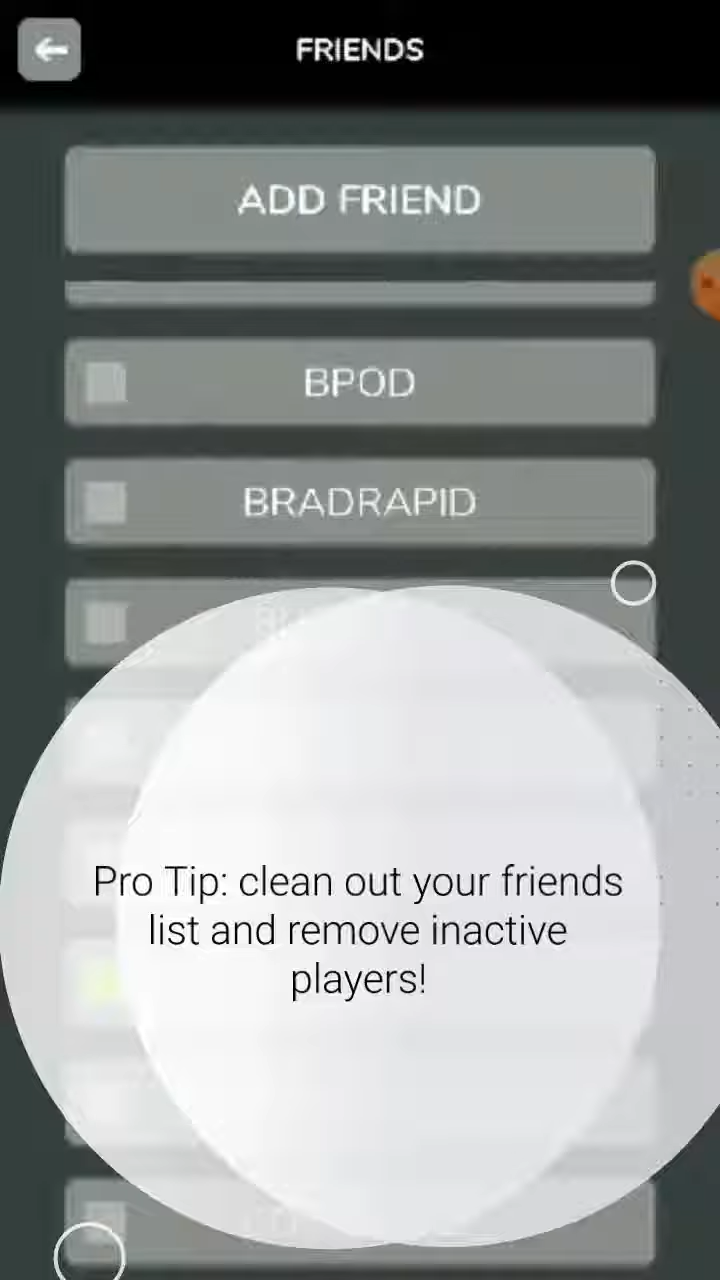 FRIENDS
ADD FRIEND
BPOD
BRADRAPID
Pro Tip: clean out your friends
list and remove inactive
players!